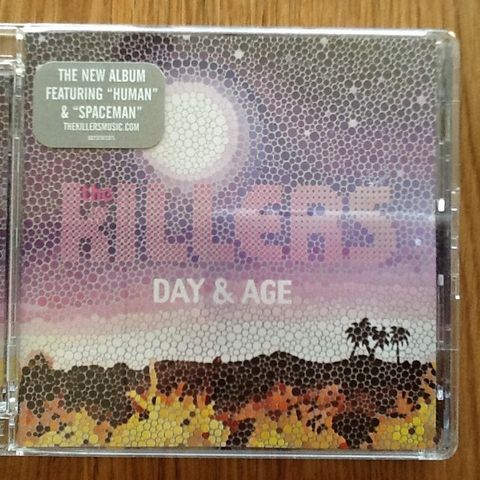 THE NEW ALBUM
FEATURING "HUMAN"
& "SPACEMAN"
THEKILLERSMUSIC.COM
the
KILLERS
DAY & AGE